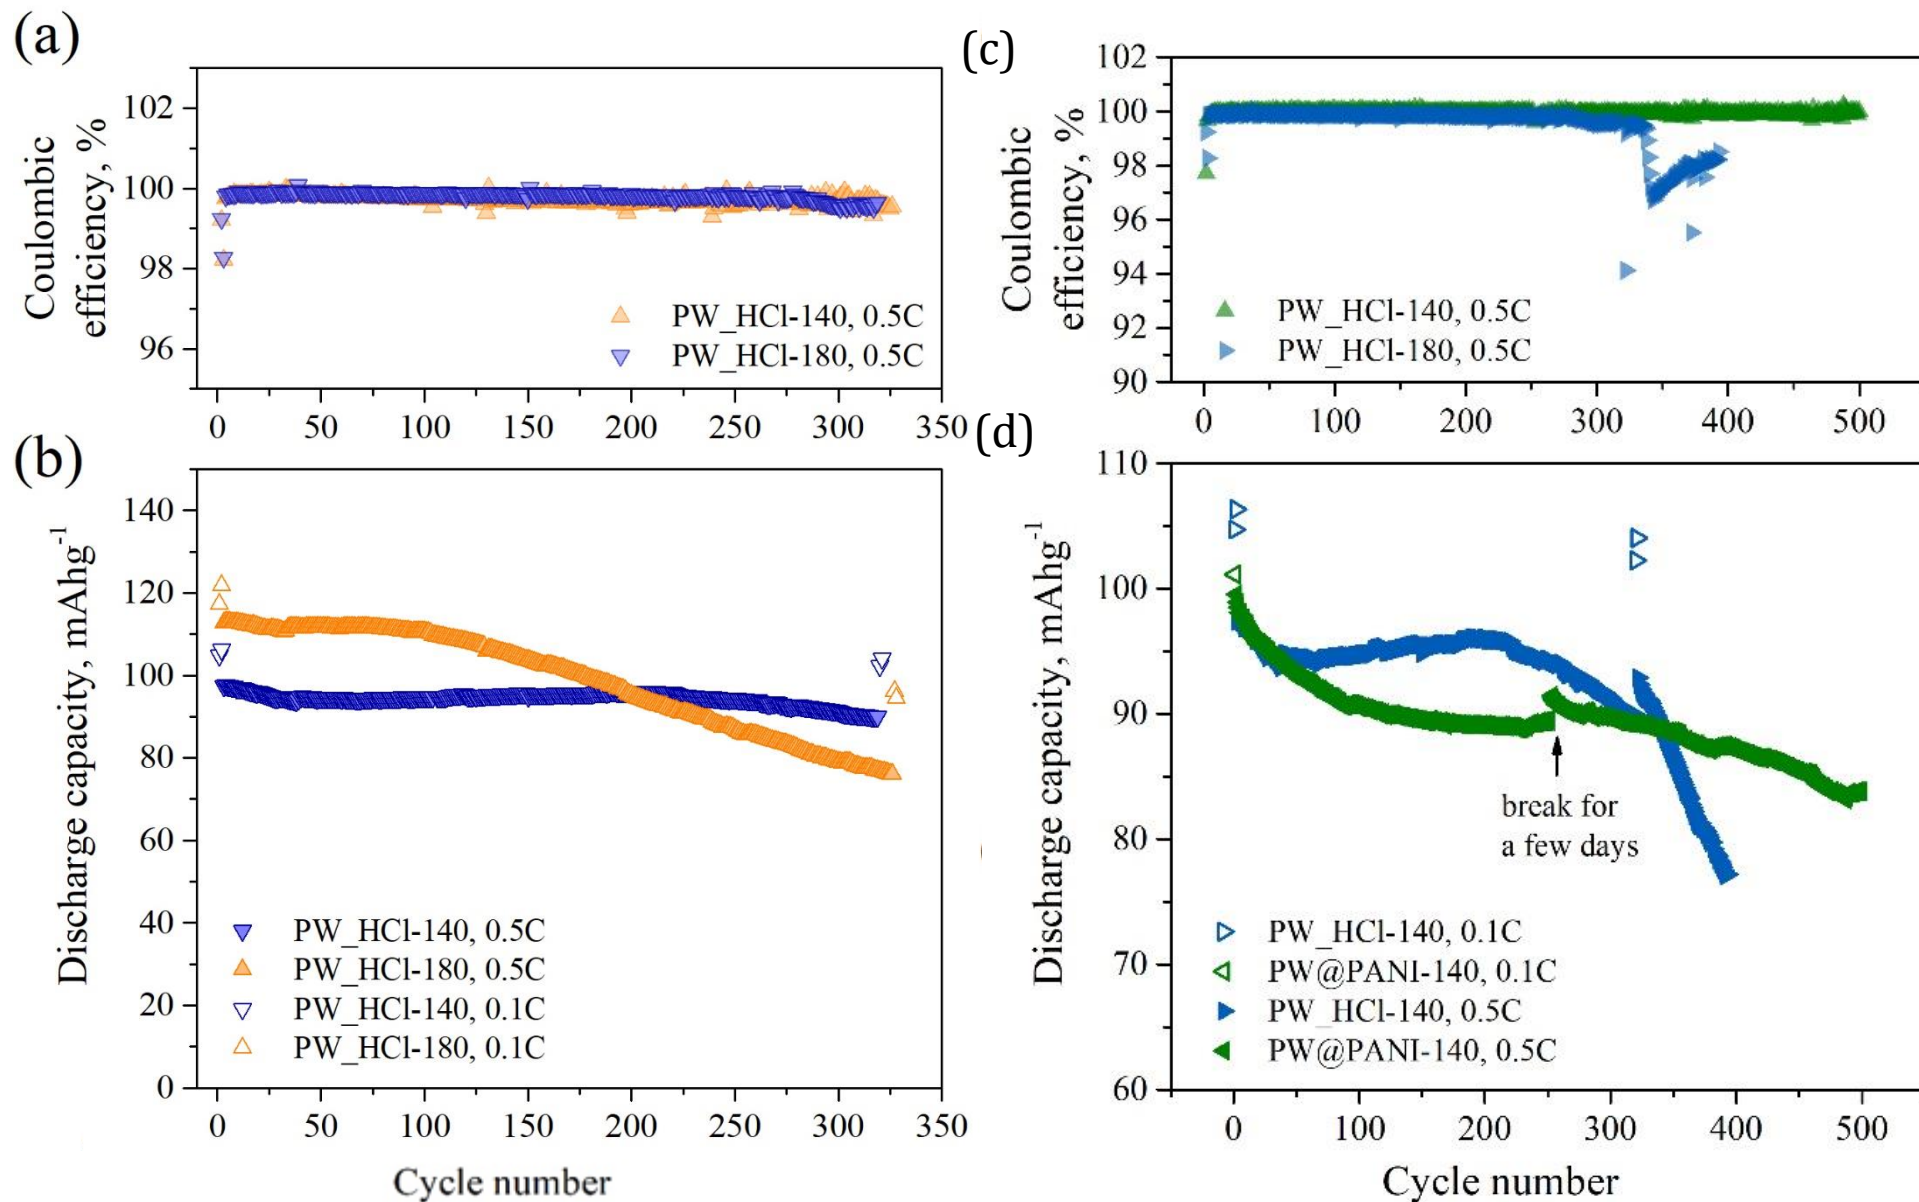 (a)
Coulombic
efficiency, %
102
100
98
96
PW_HCl-140, 0.5C
PW_HCl-180, 0.5C
0 50 100 150 200 250 300 350
(b)
Discharge capacity, mAhg⁻¹
140
120
100
80
60
40
20
0
PW_HCl-140, 0.5C
PW_HCl-180, 0.5C
PW_HCl-140, 0.1C
PW_HCl-180, 0.1C
0 50 100 150 200 250 300 350
Cycle number
(c)
Coulombic
efficiency, %
102
100
98
96
94
92
90
PW_HCl-140, 0.5C
PW_HCl-180, 0.5C
0 100 200 300 400 500
(d)
Discharge capacity, mAhg⁻¹
110
100
90
80
70
60
break for
a few days
PW_HCl-140, 0.1C
PW@PANI-140, 0.1C
PW_HCl-140, 0.5C
PW@PANI-140, 0.5C
0 100 200 300 400 500
Cycle number